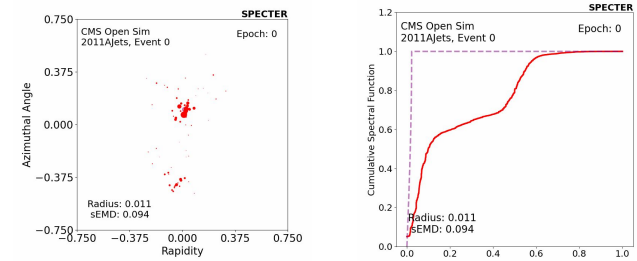 SPECTER
CMS Open Sim
2011AJets, Event 0
Epoch: 0
Azimuthal Angle
0.750
0.375
0.000
−0.375
−0.750
Radius: 0.011
sEMD: 0.094
−0.750 −0.375 0.000 0.375 0.750
Rapidity
SPECTER
CMS Open Sim
2011AJets, Event 0
Epoch: 0
Cumulative Spectral Function
1.2
1.0
0.8
0.6
0.4
0.2
0.0
Radius: 0.011
sEMD: 0.094
0.0 0.2 0.4 0.6 0.8 1.0